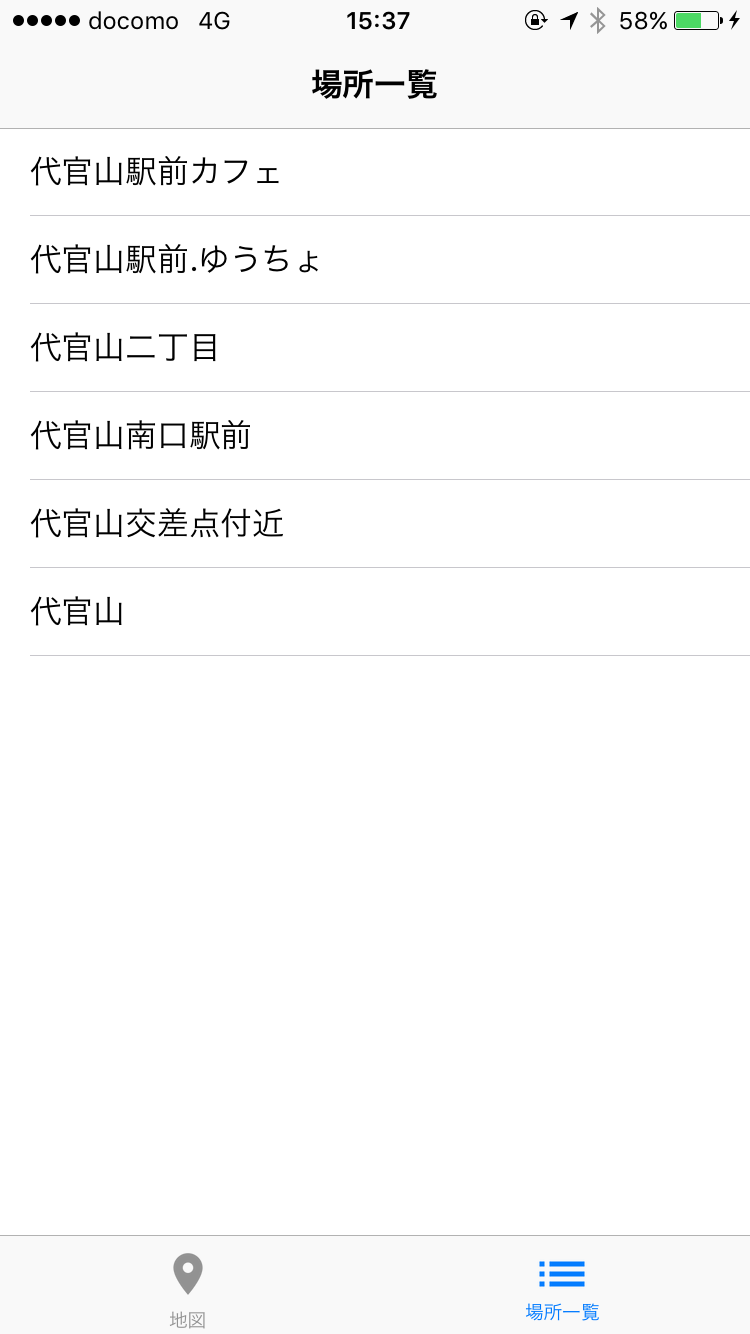 docomo 4G 15:37 58%
場所一覧
代官山駅前カフェ
代官山駅前.ゆうちょ
代官山二丁目
代官山南口駅前
代官山交差点付近
代官山
地図 場所一覧